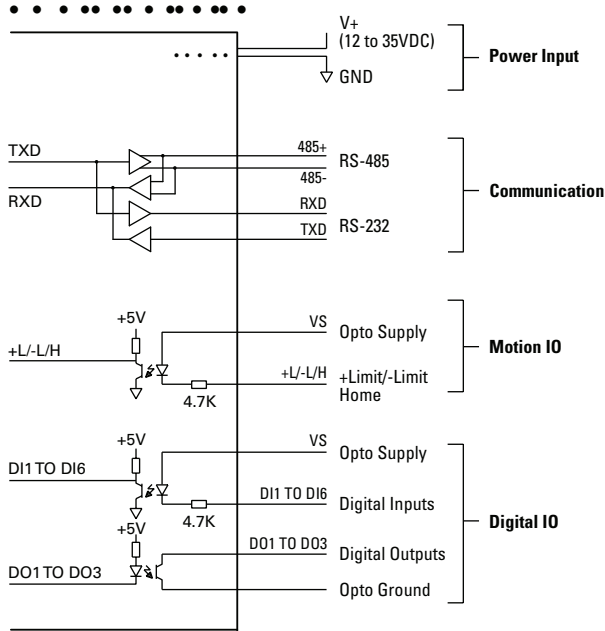 V+
(12 to 35VDC)
Power Input
GND
TXD
485+
RS-485
485-
Communication
RXD
RXD
RS-232
TXD
+5V
VS
Opto Supply
Motion IO
+L/-L/H
+L/-L/H
+Limit/-Limit
Home
4.7K
+5V
VS
Opto Supply
DI1 TO DI6
DI1 TO DI6
Digital Inputs
4.7K
Digital IO
+5V
DO1 TO DO3
Digital Outputs
DO1 TO DO3
Opto Ground